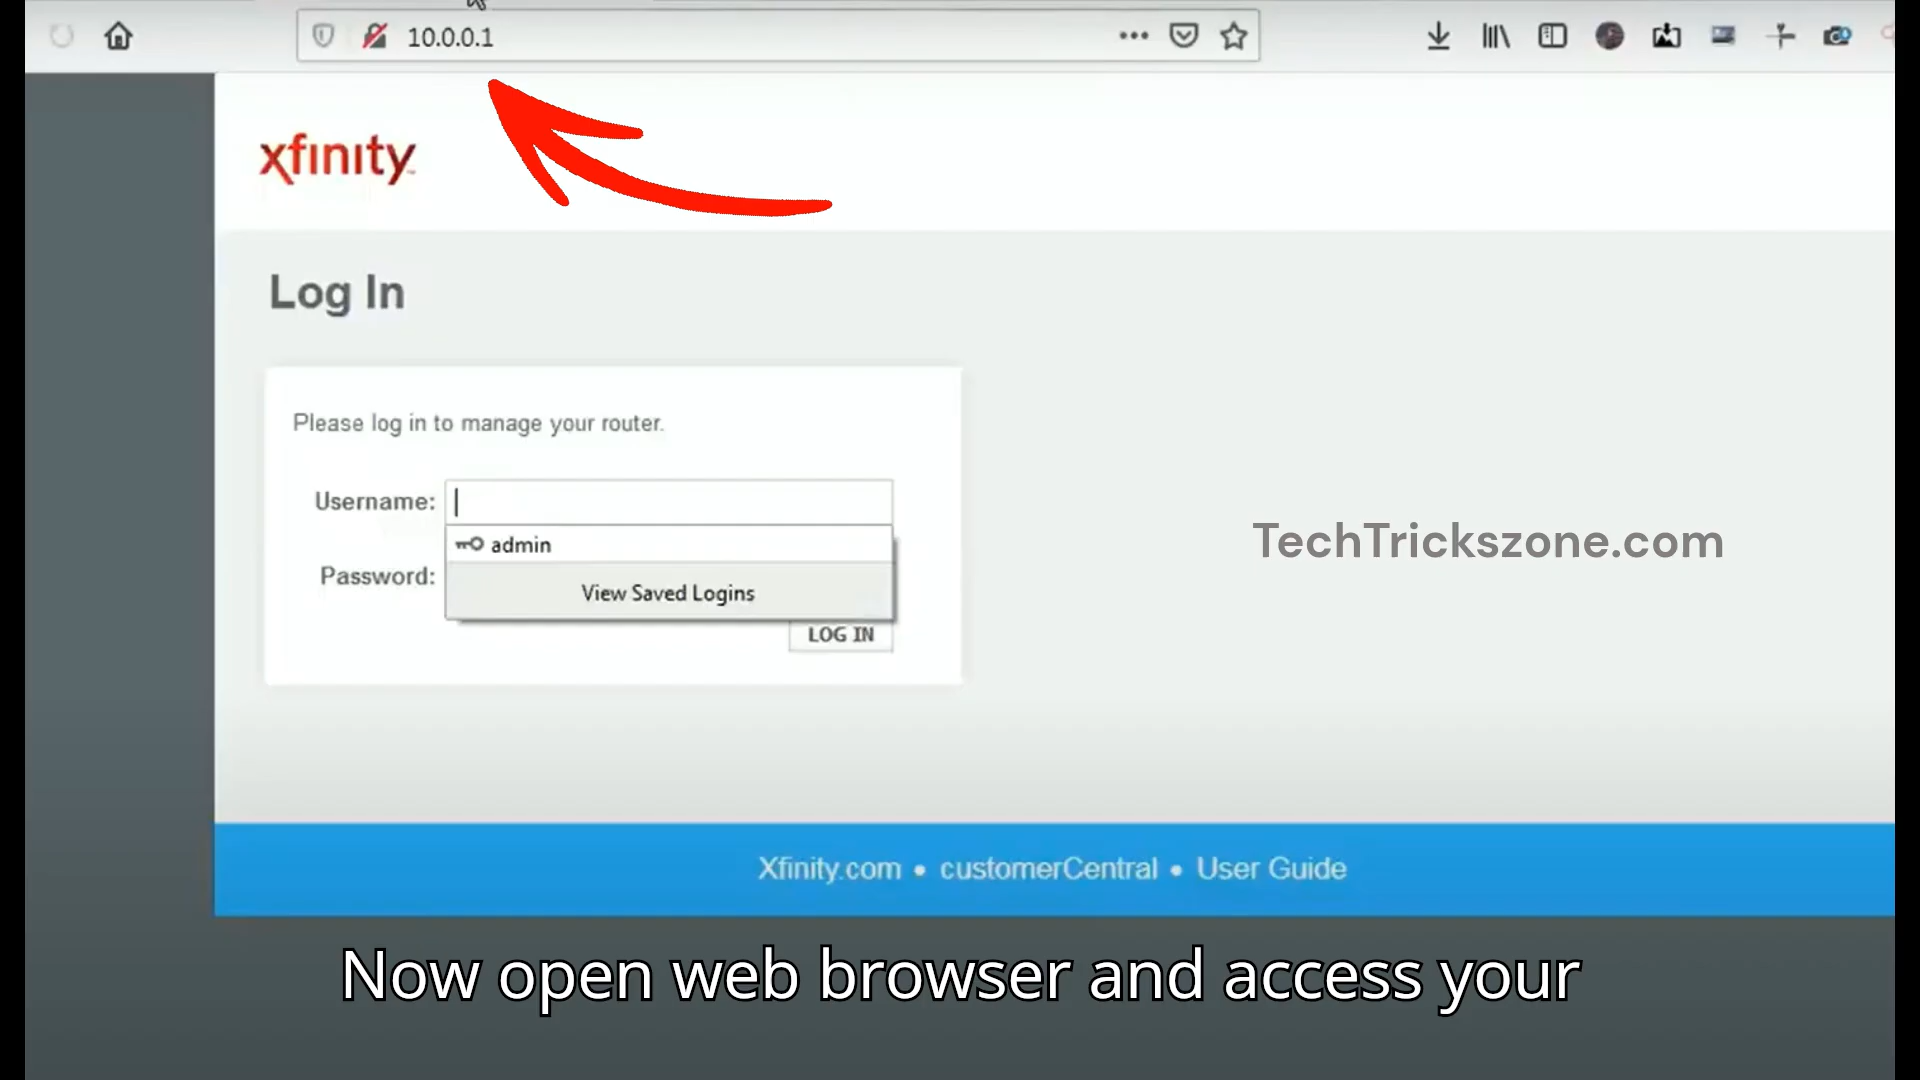 10.0.0.1
xfinity
Log In
Please log in to manage your router.
Username:
admin
Password:
View Saved Logins
LOG IN
TechTrickszone.com
Xfinity.com • customerCentral • User Guide
Now open web browser and access your